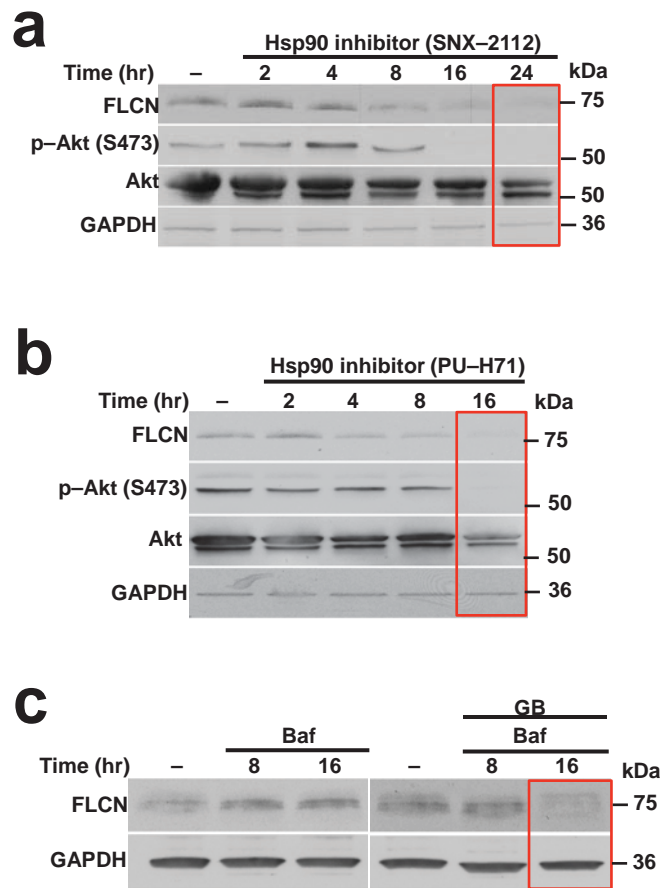 a
Hsp90 inhibitor (SNX–2112)
Time (hr) – 2 4 8 16 24 kDa
FLCN 75
p–Akt (S473) 50
Akt 50
GAPDH 36
b
Hsp90 inhibitor (PU–H71)
Time (hr) – 2 4 8 16 kDa
FLCN 75
p–Akt (S473) 50
Akt 50
GAPDH 36
c
GB
Baf Baf
Time (hr) – 8 16 – 8 16 kDa
FLCN 75
GAPDH 36